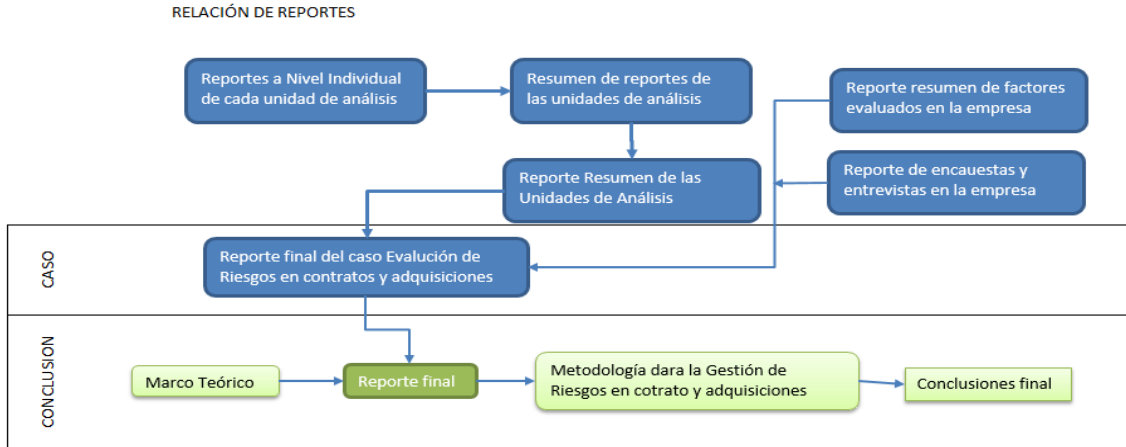 RELACIÓN DE REPORTES
Reportes a Nivel Individual
de cada unidad de análisis
Resumen de reportes de
las unidades de análisis
Reporte resumen de factores
evaluados en la empresa
Reporte de encauestas y
entrevistas en la empresa
Reporte Resumen de las
Unidades de Análisis
CASO
Reporte final del caso Evalución de
Riesgos en contratos y adquisiciones
CONCLUSION
Marco Teórico
Reporte final
Metodología dara la Gestión de
Riesgos en cotrato y adquisiciones
Conclusiones final